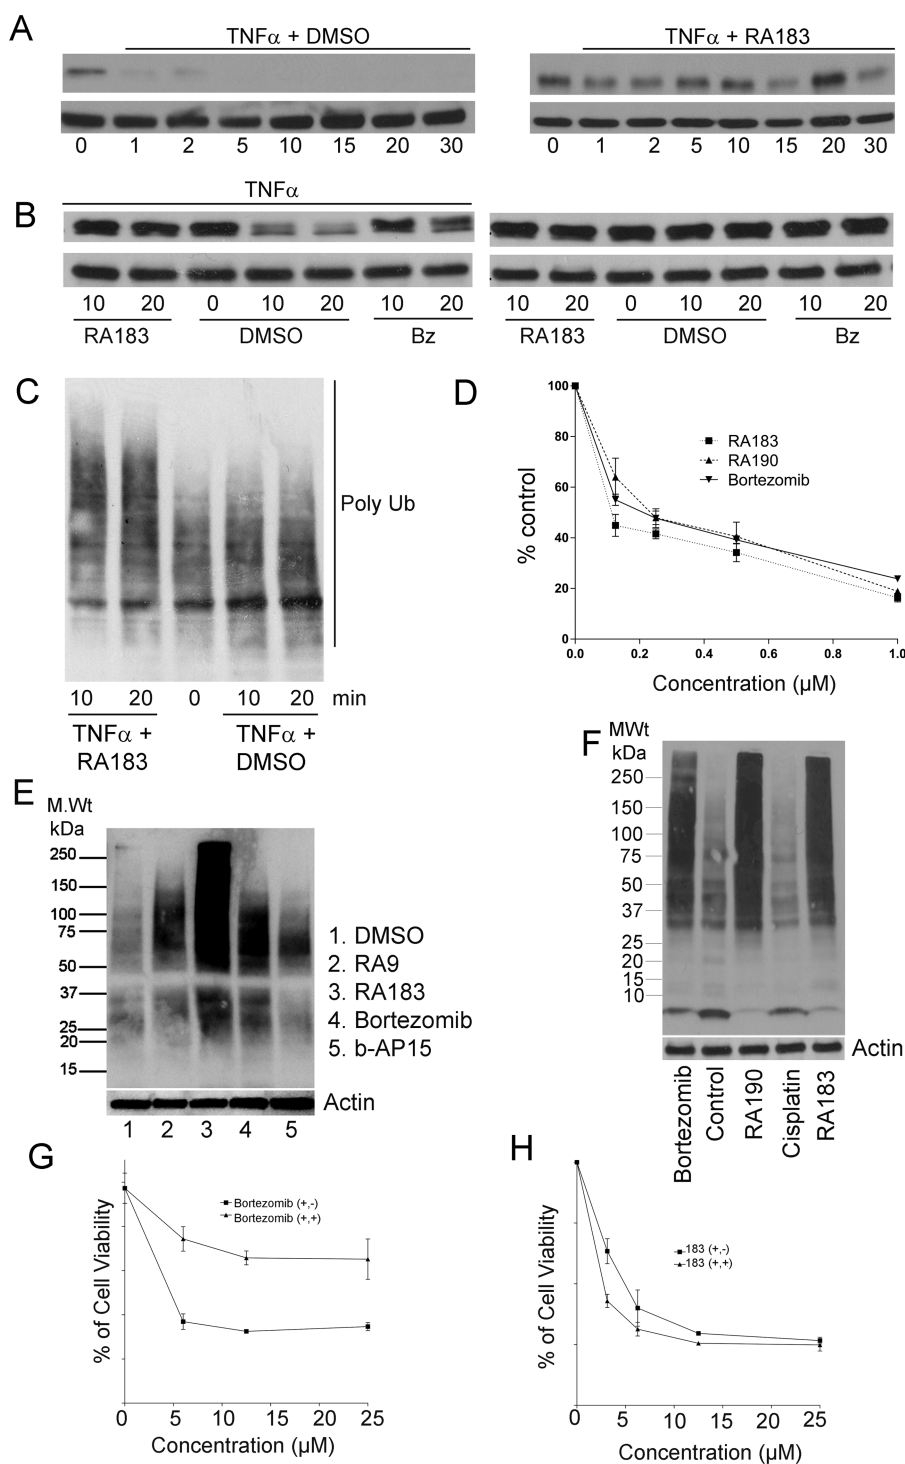 A
TNFα + DMSO
TNFα + RA183
0 1 2 5 10 15 20 30
0 1 2 5 10 15 20 30
TNFα
B
10 20 0 10 20 10 20
10 20 0 10 20 10 20
RA183 DMSO Bz
RA183 DMSO Bz
C
Poly Ub
10 20 0 10 20 min
TNFα +
RA183
TNFα +
DMSO
D
100
80
60
40
20
0
% control
RA183
RA190
Bortezomib
0.0 0.2 0.4 0.6 0.8 1.0
Concentration (µM)
E
M.Wt
kDa
250
150
100
75
50
37
25
20
15
1. DMSO
2. RA9
3. RA183
4. Bortezomib
5. b-AP15
Actin
1 2 3 4 5
F
MWt
kDa
250
150
100
75
50
37
25
20
15
10
Actin
Bortezomib
Control
RA190
Cisplatin
RA183
G
% of Cell Viability
Bortezomib (+,-)
Bortezomib (+,+)
0 5 10 15 20 25
Concentration (µM)
H
% of Cell Viability
183 (+,-)
183 (+,+)
0 5 10 15 20 25
Concentration (µM)